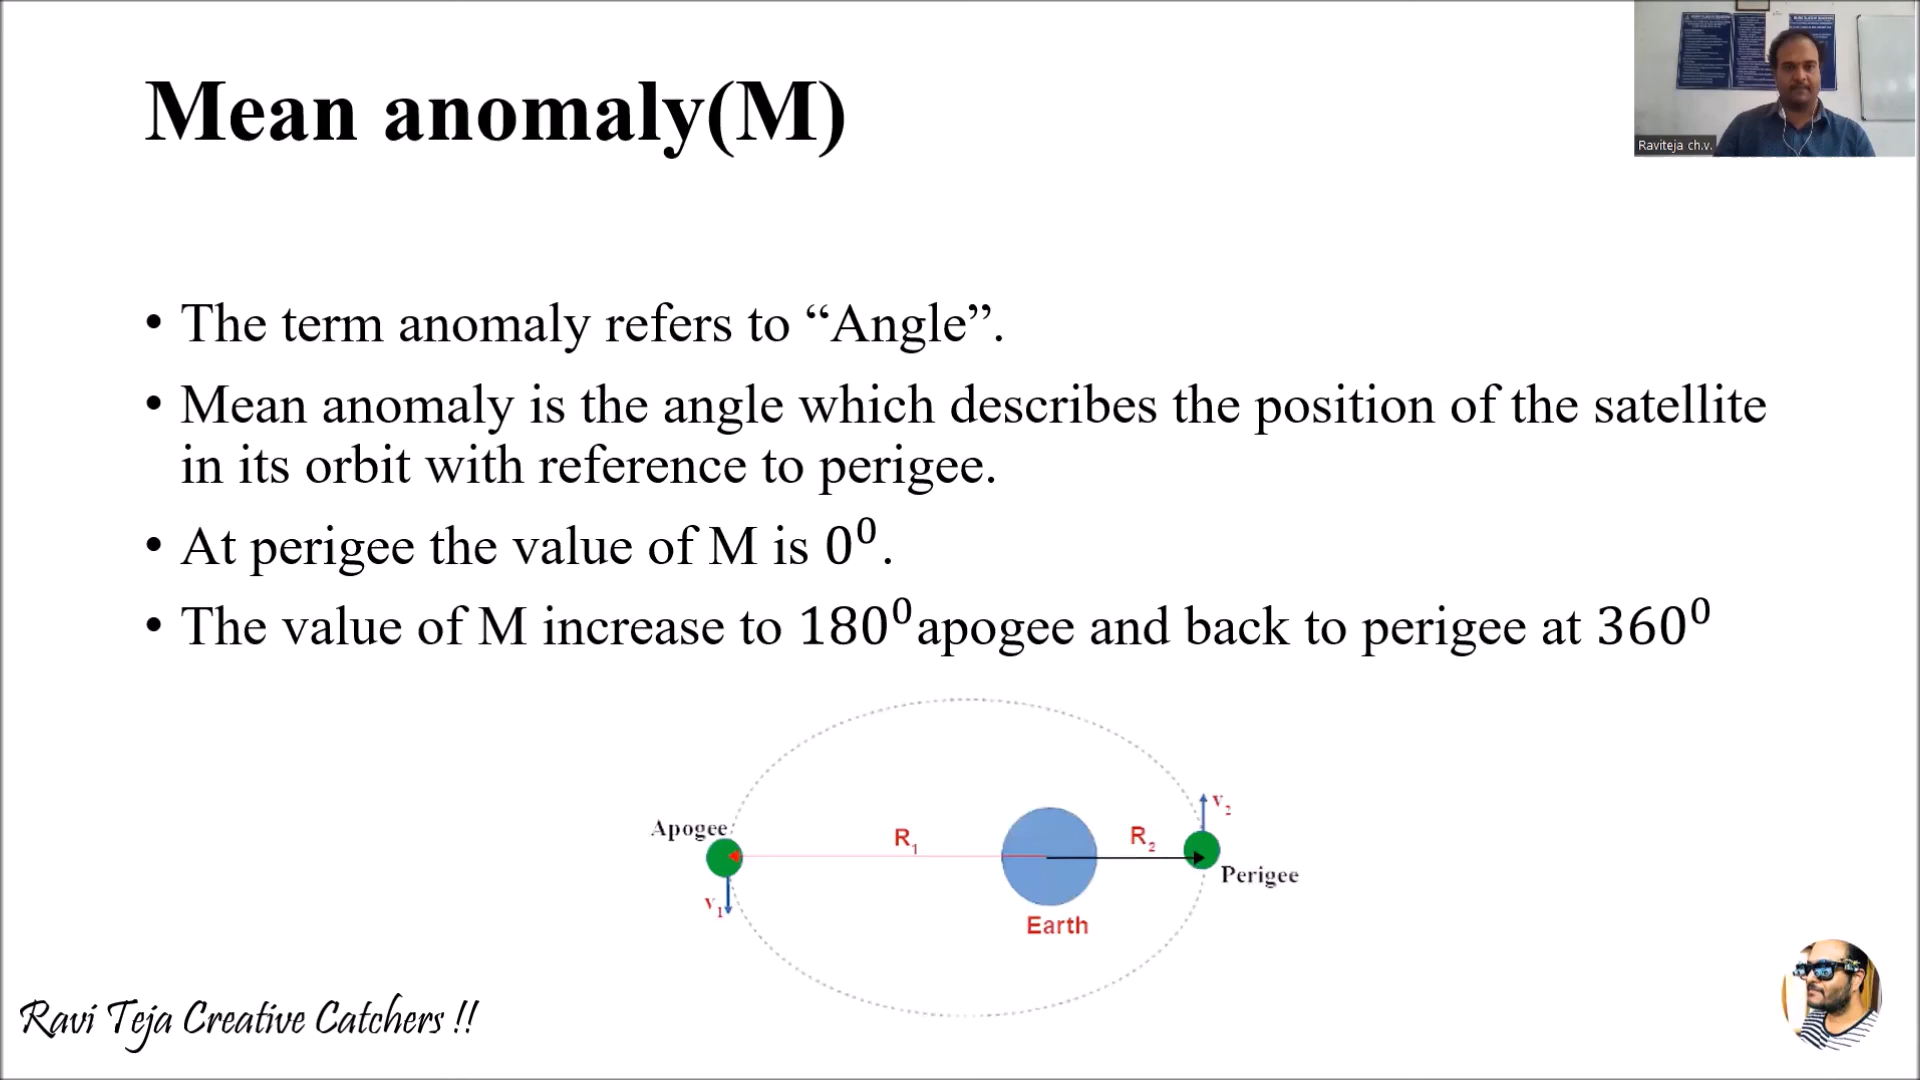 Mean anomaly(M)
Raviteja ch.v.
• The term anomaly refers to “Angle”.
• Mean anomaly is the angle which describes the position of the satellite
in its orbit with reference to perigee.
• At perigee the value of M is 0⁰.
• The value of M increase to 180⁰apogee and back to perigee at 360⁰
Apogee
R₁
R₂
v₂
Perigee
v₁
Earth
Ravi Teja Creative Catchers !!